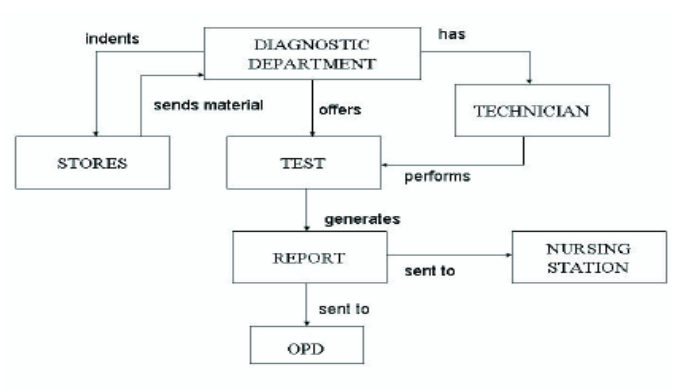 indents
has
DIAGNOSTIC
DEPARTMENT
sends material
offers
TECHNICIAN
STORES
TEST
performs
generates
REPORT
sent to
NURSING
STATION
sent to
OPD